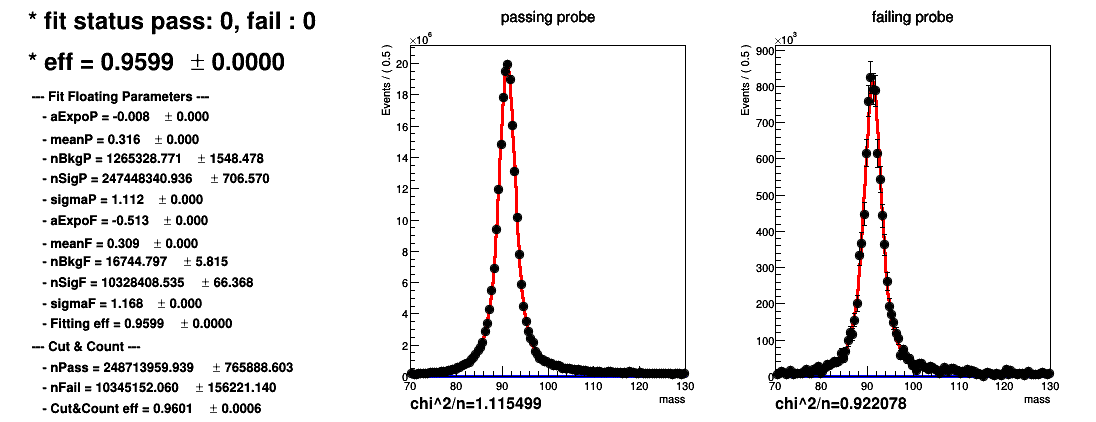 * fit status pass: 0, fail : 0
* eff = 0.9599 ± 0.0000
--- Fit Floating Parameters ---
- aExpoP = -0.008 ± 0.000
- meanP = 0.316 ± 0.000
- nBkgP = 1265328.771 ± 1548.478
- nSigP = 247448340.936 ± 706.570
- sigmaP = 1.112 ± 0.000
- aExpoF = -0.513 ± 0.000
- meanF = 0.309 ± 0.000
- nBkgF = 16744.797 ± 5.815
- nSigF = 10328408.535 ± 66.368
- sigmaF = 1.168 ± 0.000
- Fitting eff = 0.9599 ± 0.0000
--- Cut & Count ---
- nPass = 248713959.939 ± 765888.603
- nFail = 10345152.060 ± 156221.140
- Cut&Count eff = 0.9601 ± 0.0006
passing probe
×10⁶
Events / ( 0.5 )
20
18
16
14
12
10
8
6
4
2
0
70 80 90 100 110 120 130
mass
chi^2/n=1.115499
failing probe
×10³
Events / ( 0.5 )
900
800
700
600
500
400
300
200
100
0
70 80 90 100 110 120 130
mass
chi^2/n=0.922078